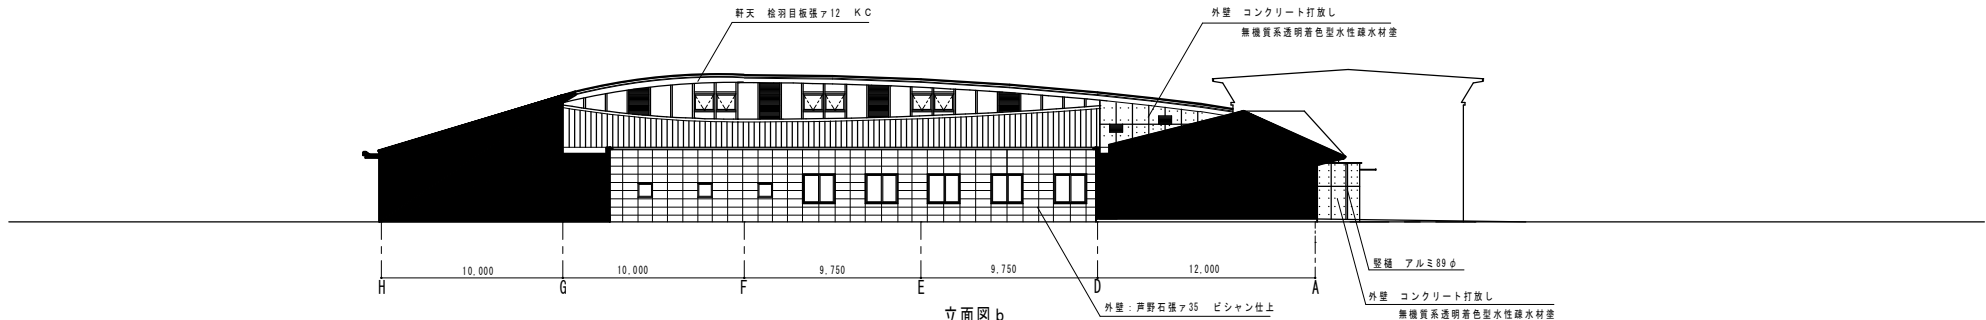 軒天　桧羽目板張ァ12　ＫＣ
外壁　コンクリート打放し
無機質系透明着色型水性疎水材塗
10,000
10,000
9,750
9,750
12,000
H
G
F
E
D
A
竪樋　アルミ89φ
外壁　コンクリート打放し
無機質系透明着色型水性疎水材塗
外壁：芦野石張ァ35　ビシャン仕上
立面図ｂ